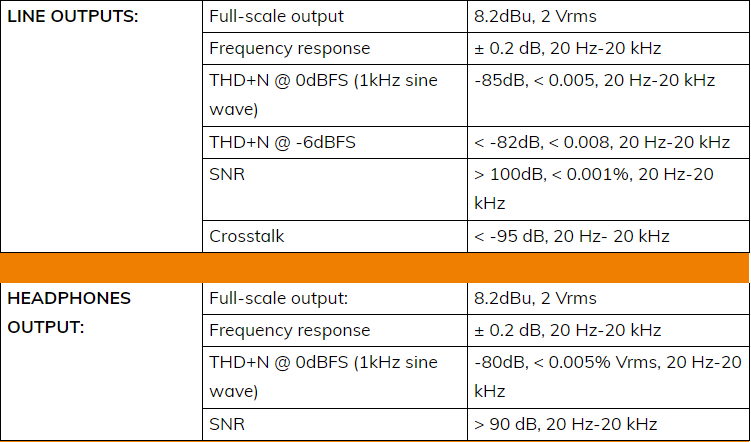 LINE OUTPUTS:
Full-scale output
8.2dBu, 2 Vrms
Frequency response
± 0.2 dB, 20 Hz-20 kHz
THD+N @ 0dBFS (1kHz sine
wave)
-85dB, < 0.005, 20 Hz-20 kHz
THD+N @ -6dBFS
< -82dB, < 0.008, 20 Hz-20 kHz
SNR
> 100dB, < 0.001%, 20 Hz-20
kHz
Crosstalk
< -95 dB, 20 Hz- 20 kHz
HEADPHONES
OUTPUT:
Full-scale output:
8.2dBu, 2 Vrms
Frequency response
± 0.2 dB, 20 Hz-20 kHz
THD+N @ 0dBFS (1kHz sine
wave)
-80dB, < 0.005% Vrms, 20 Hz-20
kHz
SNR
> 90 dB, 20 Hz-20 kHz